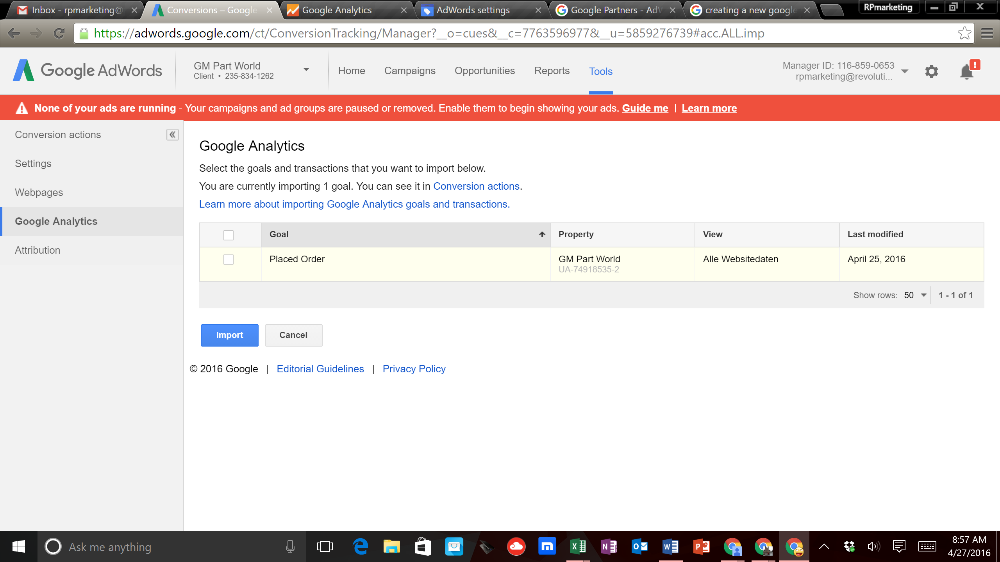 Inbox - rpmarketing@
Conversions – Google
Google Analytics
AdWords settings
Google Partners - AdW
creating a new google
RPmarketing
https://adwords.google.com/ct/ConversionTracking/Manager?__o=cues&__c=7763596977&__u=5859276739#acc.ALL.imp
Google AdWords
GM Part World
Client • 235-834-1262
Home
Campaigns
Opportunities
Reports
Tools
Manager ID: 116-859-0653
rpmarketing@revoluti...
!
None of your ads are running - Your campaigns and ad groups are paused or removed. Enable them to begin showing your ads. Guide me | Learn more
Conversion actions
Settings
Webpages
Google Analytics
Attribution
Google Analytics
Select the goals and transactions that you want to import below.
You are currently importing 1 goal. You can see it in Conversion actions.
Learn more about importing Google Analytics goals and transactions.
Goal Property View Last modified
Placed Order GM Part World Alle Websitedaten April 25, 2016
UA-74918535-2
Show rows: 50 1 - 1 of 1
Import Cancel
© 2016 Google | Editorial Guidelines | Privacy Policy
Ask me anything
8:57 AM
4/27/2016